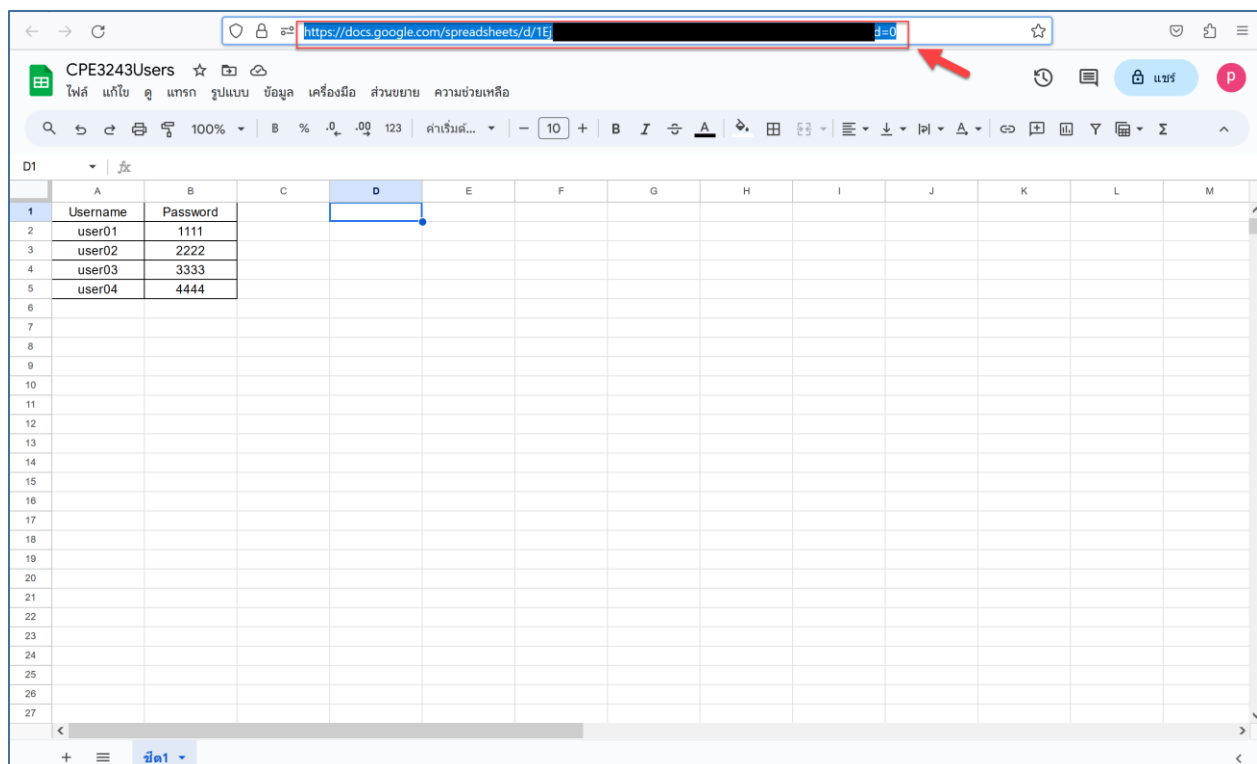 https://docs.google.com/spreadsheets/d/1Ej d=0
CPE3243Users
ไฟล์ แก้ไข ดู แทรก รูปแบบ ข้อมูล เครื่องมือ ส่วนขยาย ความช่วยเหลือ
แชร์
p
100% B % .0 .00 123 ค่าเริ่มต้... 10 B I A
D1 fx
A B C D E F G H I J K L M
1 Username Password
2 user01 1111
3 user02 2222
4 user03 3333
5 user04 4444
6
7
8
9
10
11
12
13
14
15
16
17
18
19
20
21
22
23
24
25
26
27
ชีต1